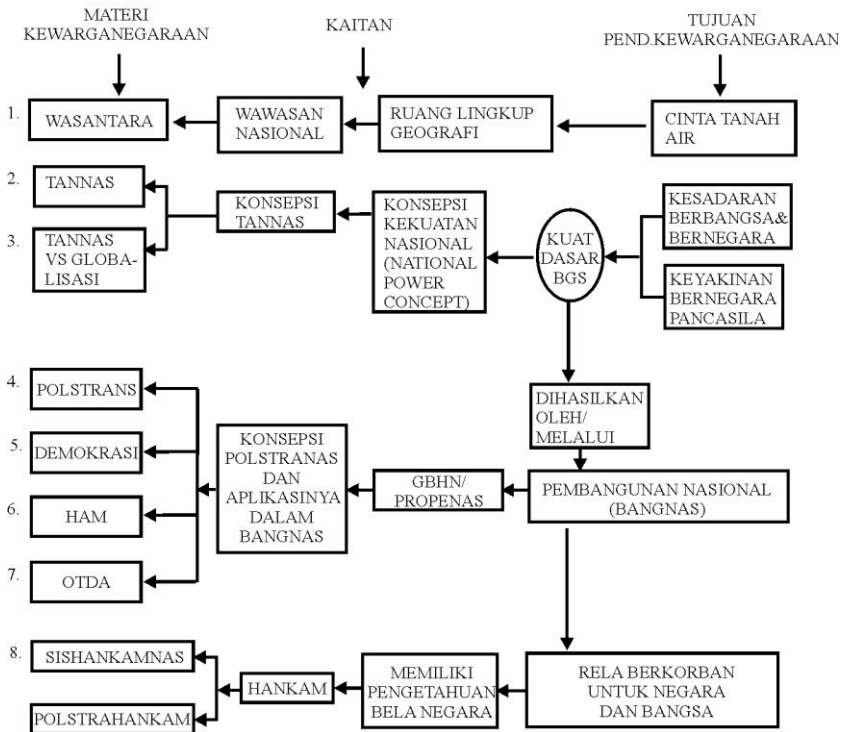 MATERI
KEWARGANEGARAAN
KAITAN
TUJUAN
PEND.KEWARGANEGARAAN
1.
WASANTARA
WAWASAN
NASIONAL
RUANG LINGKUP
GEOGRAFI
CINTA TANAH
AIR
2.
TANNAS
3.
TANNAS
VS GLOBA-
LISASI
KONSEPSI
TANNAS
KONSEPSI
KEKUATAN
NASIONAL
(NATIONAL
POWER
CONCEPT)
KUAT
DASAR
BGS
KESADARAN
BERBANGSA&
BERNEGARA
KEYAKINAN
BERNEGARA
PANCASILA
DIHASILKAN
OLEH/
MELALUI
4.
POLSTRANS
5.
DEMOKRASI
6.
HAM
7.
OTDA
KONSEPSI
POLSTRANAS
DAN
APLIKASINYA
DALAM
BANGNAS
GBHN/
PROPENAS
PEMBANGUNAN NASIONAL
(BANGNAS)
8.
SISHANKAMNAS
POLSTRAHANKAM
HANKAM
MEMILIKI
PENGETAHUAN
BELA NEGARA
RELA BERKORBAN
UNTUK NEGARA
DAN BANGSA